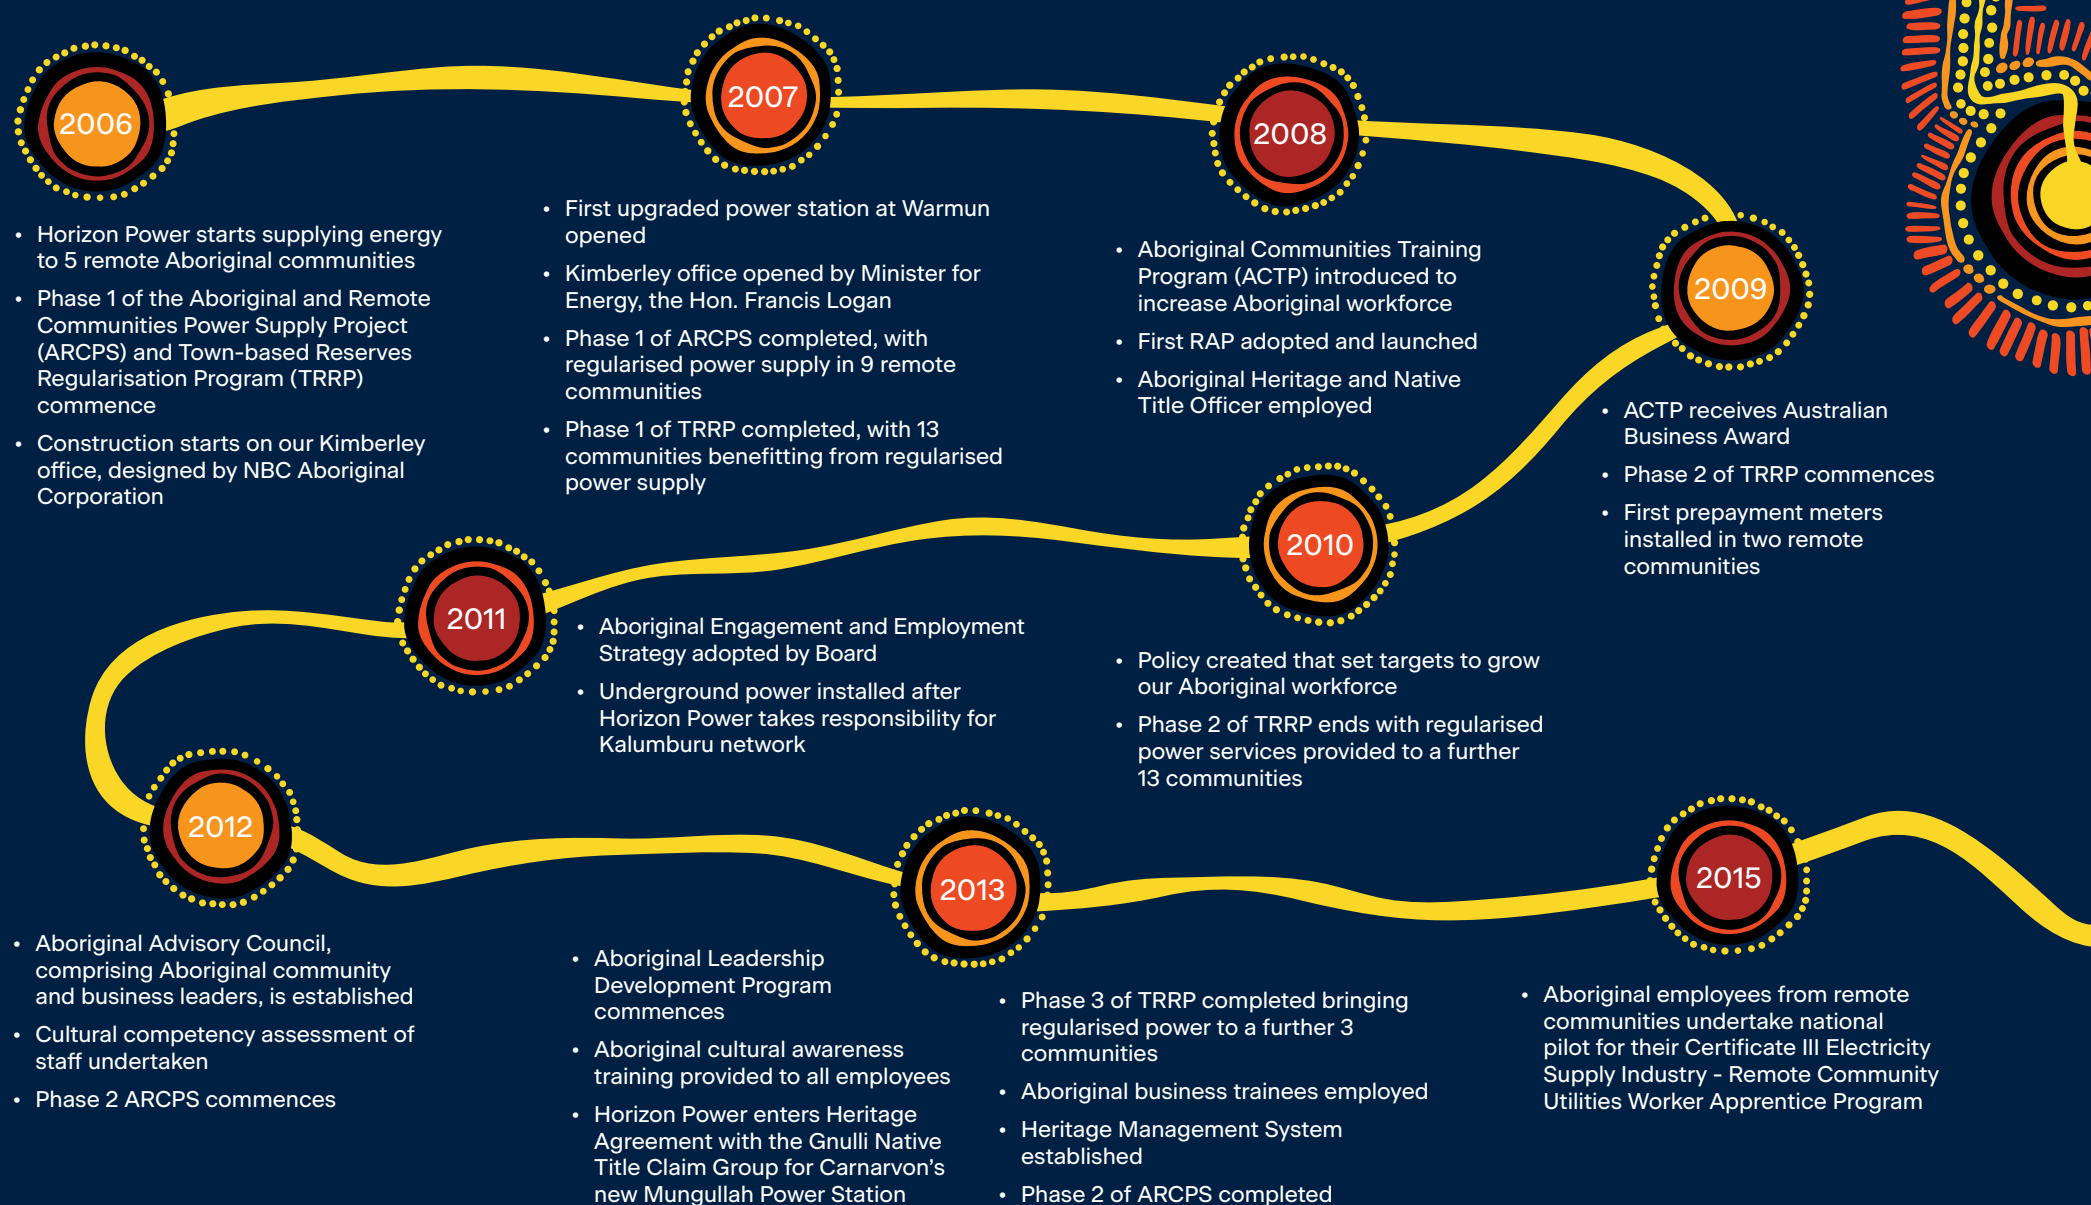 2006
• Horizon Power starts supplying energy
to 5 remote Aboriginal communities
• Phase 1 of the Aboriginal and Remote
Communities Power Supply Project
(ARCPS) and Town-based Reserves
Regularisation Program (TRRP)
commence
• Construction starts on our Kimberley
office, designed by NBC Aboriginal
Corporation
2007
• First upgraded power station at Warmun
opened
• Kimberley office opened by Minister for
Energy, the Hon. Francis Logan
• Phase 1 of ARCPS completed, with
regularised power supply in 9 remote
communities
• Phase 1 of TRRP completed, with 13
communities benefitting from regularised
power supply
2008
• Aboriginal Communities Training
Program (ACTP) introduced to
increase Aboriginal workforce
• First RAP adopted and launched
• Aboriginal Heritage and Native
Title Officer employed
2009
• ACTP receives Australian
Business Award
• Phase 2 of TRRP commences
• First prepayment meters
installed in two remote
communities
2010
• Policy created that set targets to grow
our Aboriginal workforce
• Phase 2 of TRRP ends with regularised
power services provided to a further
13 communities
2011
• Aboriginal Engagement and Employment
Strategy adopted by Board
• Underground power installed after
Horizon Power takes responsibility for
Kalumburu network
2012
• Aboriginal Advisory Council,
comprising Aboriginal community
and business leaders, is established
• Cultural competency assessment of
staff undertaken
• Phase 2 ARCPS commences
2013
• Aboriginal Leadership
Development Program
commences
• Aboriginal cultural awareness
training provided to all employees
• Horizon Power enters Heritage
Agreement with the Gnulli Native
Title Claim Group for Carnarvon's
new Mungullah Power Station
• Phase 3 of TRRP completed bringing
regularised power to a further 3
communities
• Aboriginal business trainees employed
• Heritage Management System
established
• Phase 2 of ARCPS completed
2015
• Aboriginal employees from remote
communities undertake national
pilot for their Certificate III Electricity
Supply Industry - Remote Community
Utilities Worker Apprentice Program